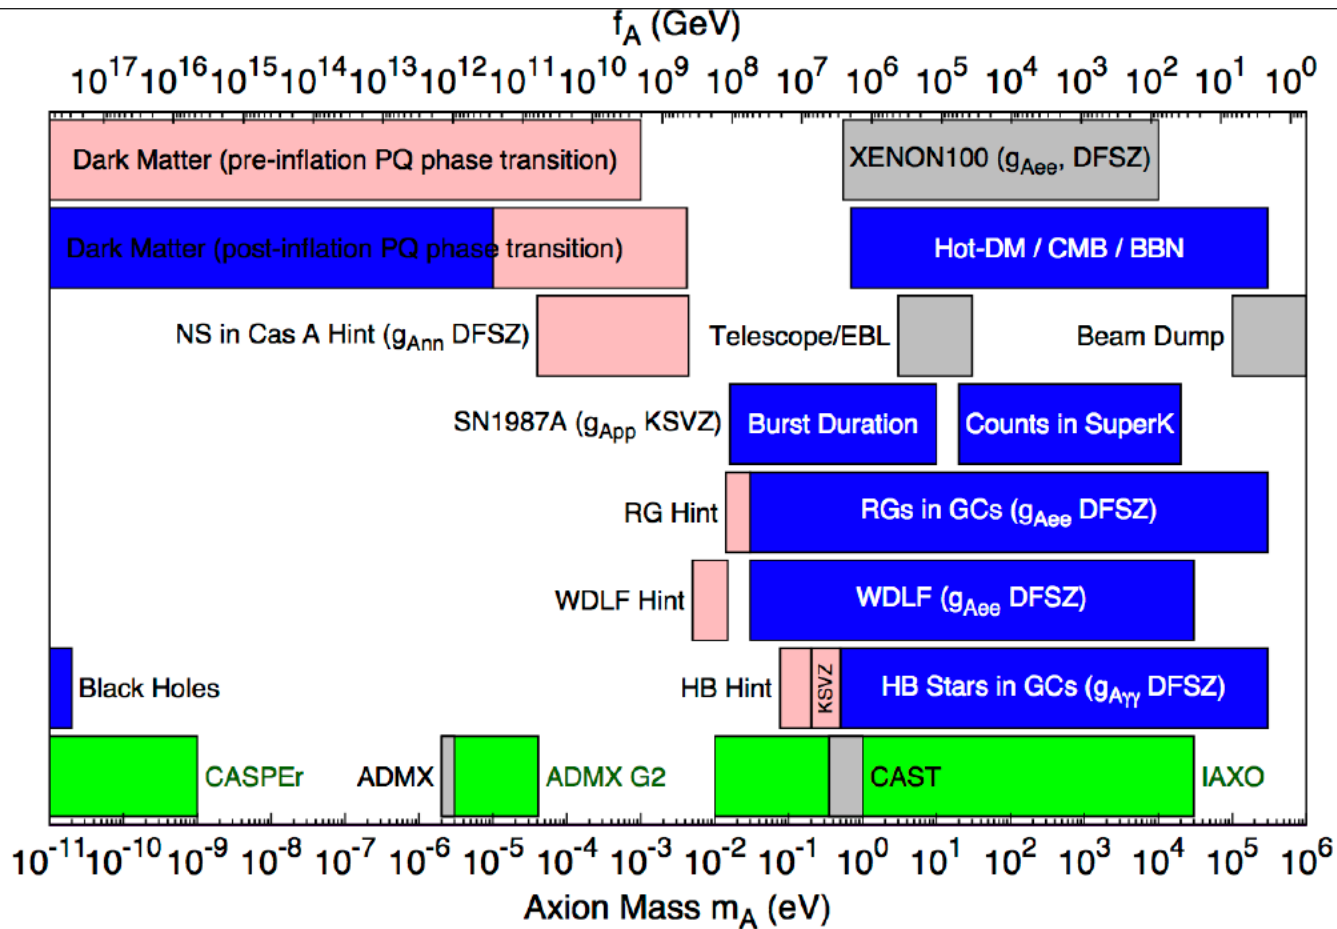 f_A (GeV)
10^17 10^16 10^15 10^14 10^13 10^12 10^11 10^10 10^9 10^8 10^7 10^6 10^5 10^4 10^3 10^2 10^1 10^0
Dark Matter (pre-inflation PQ phase transition)
XENON100 (g_Aee, DFSZ)
Dark Matter (post-inflation PQ phase transition)
Hot-DM / CMB / BBN
NS in Cas A Hint (g_Ann DFSZ)
Telescope/EBL
Beam Dump
SN1987A (g_App KSVZ)
Burst Duration
Counts in SuperK
RG Hint
RGs in GCs (g_Aee DFSZ)
WDLF Hint
WDLF (g_Aee DFSZ)
Black Holes
HB Hint
KSVZ
HB Stars in GCs (g_Aγγ DFSZ)
CASPEr
ADMX
ADMX G2
CAST
IAXO
10^-11 10^-10 10^-9 10^-8 10^-7 10^-6 10^-5 10^-4 10^-3 10^-2 10^-1 10^0 10^1 10^2 10^3 10^4 10^5 10^6
Axion Mass m_A (eV)